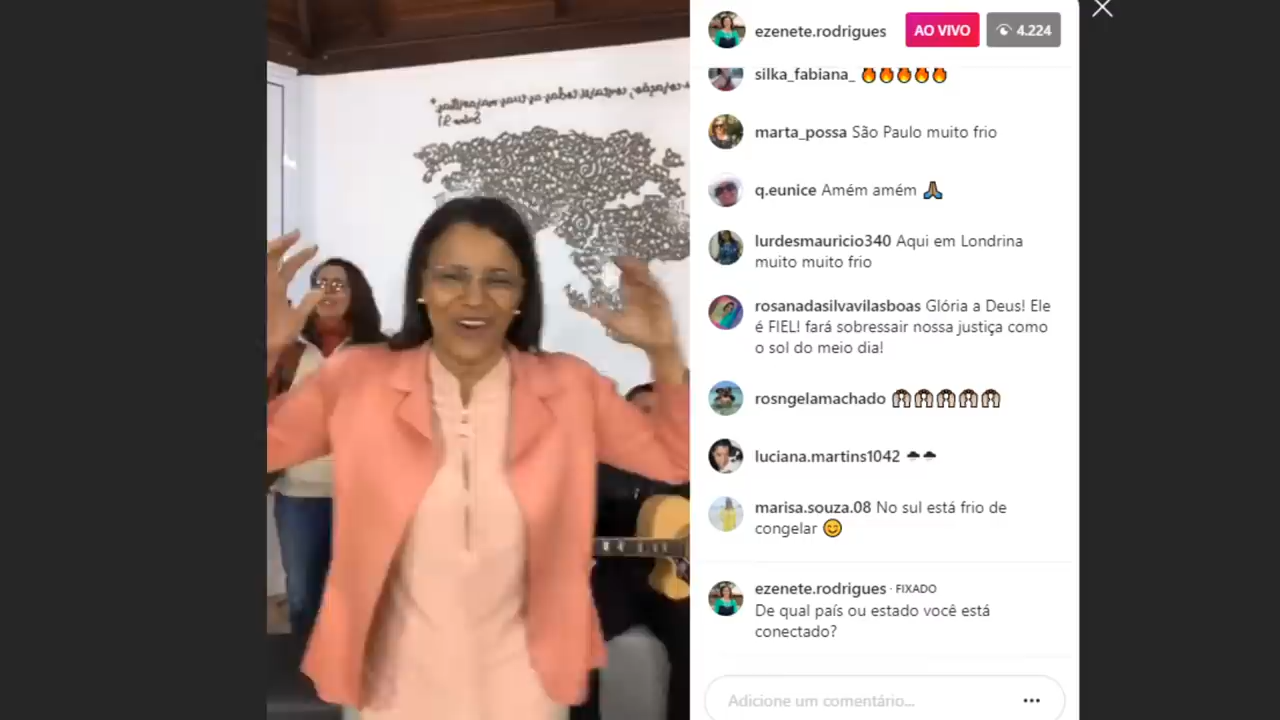 ezenete.rodrigues AO VIVO 4.224
silka_fabiana_ 🔥🔥🔥🔥🔥
marta_possa São Paulo muito frio
q.eunice Amém amém 🙏🏾
lurdesmauricio340 Aqui em Londrina
muito muito frio
rosanadasilvavilasboas Glória a Deus! Ele
é FIEL! fará sobressair nossa justiça como
o sol do meio dia!
rosngelamachado 🙌🏻🙌🏻🙌🏻🙌🏻🙌🏻
luciana.martins1042 🌩️🌩️
marisa.souza.08 No sul está frio de
congelar 😊
ezenete.rodrigues · FIXADO
De qual país ou estado você está
conectado?
Adicione um comentário...